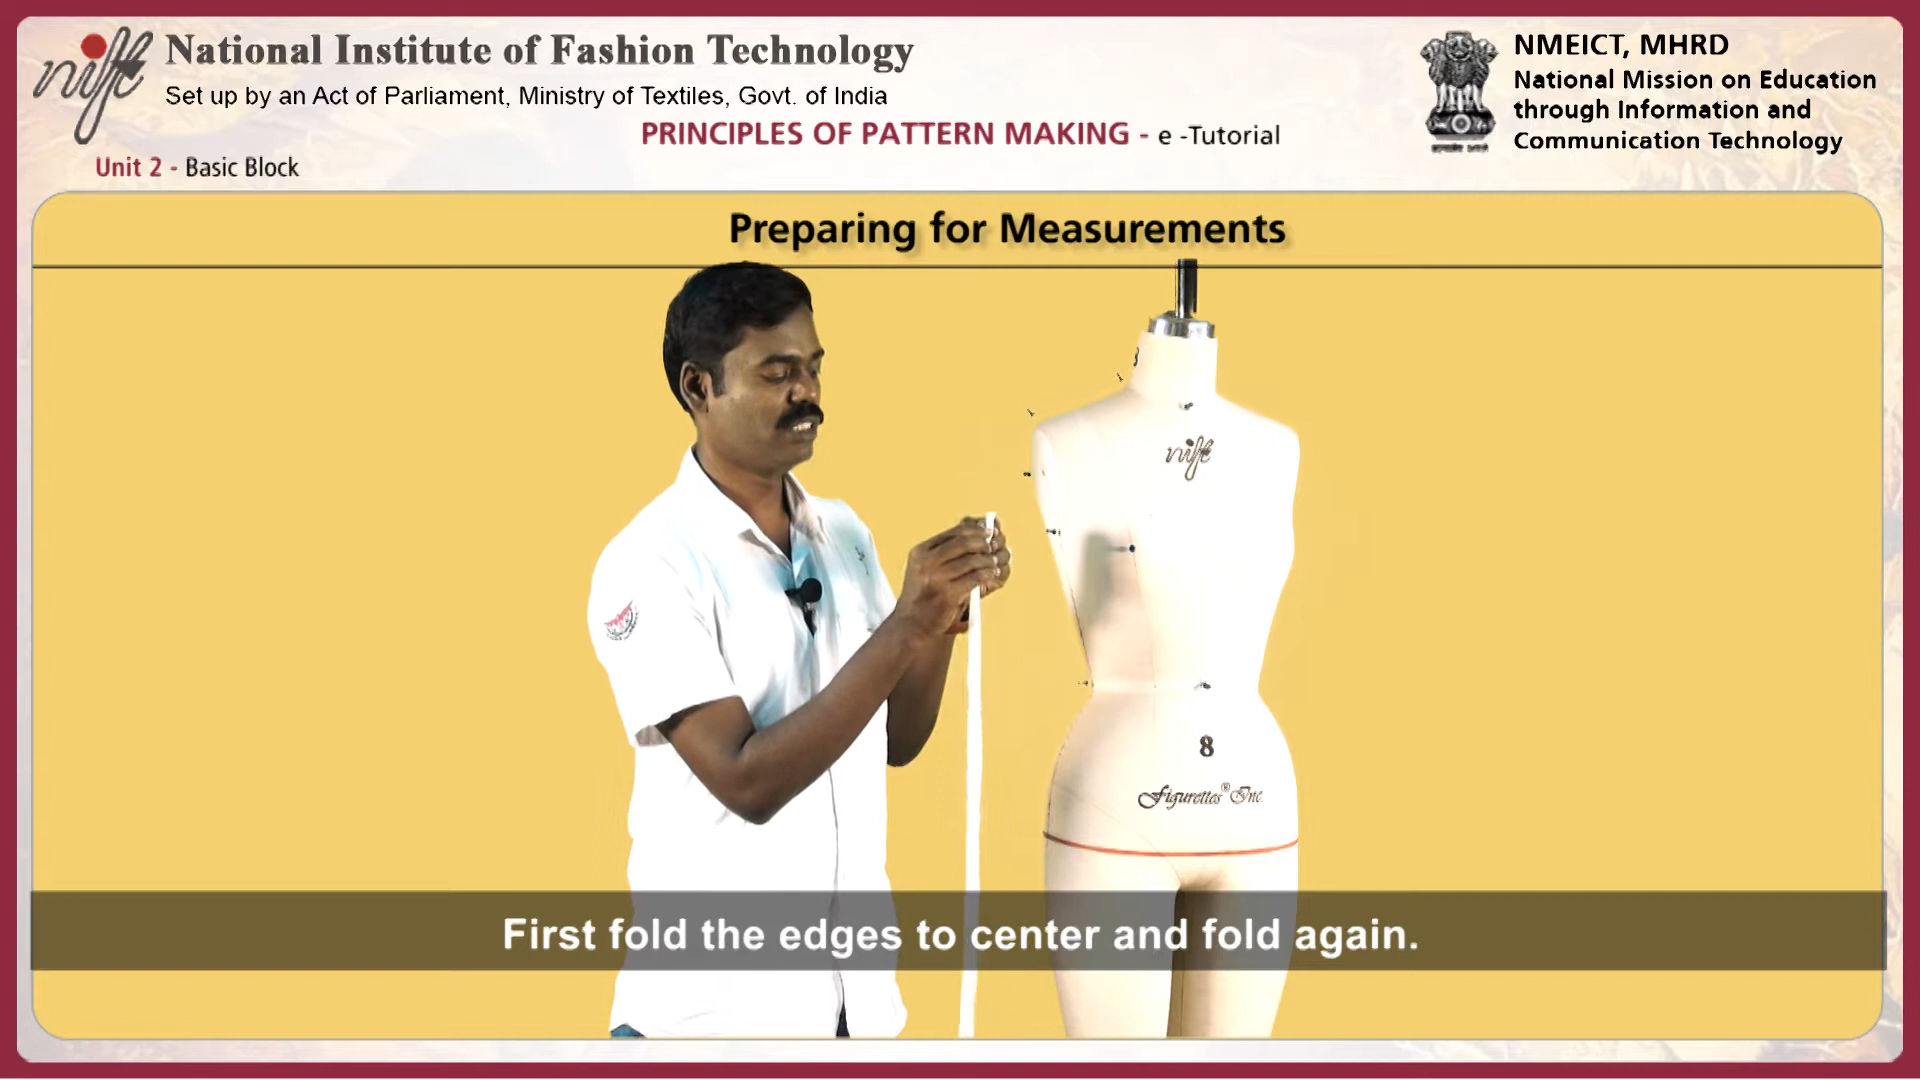 nift
National Institute of Fashion Technology
Set up by an Act of Parliament, Ministry of Textiles, Govt. of India
NMEICT, MHRD
National Mission on Education
through Information and
Communication Technology
PRINCIPLES OF PATTERN MAKING - e -Tutorial
Unit 2 - Basic Block
Preparing for Measurements
nift
8
Figurettes® Inc.
First fold the edges to center and fold again.